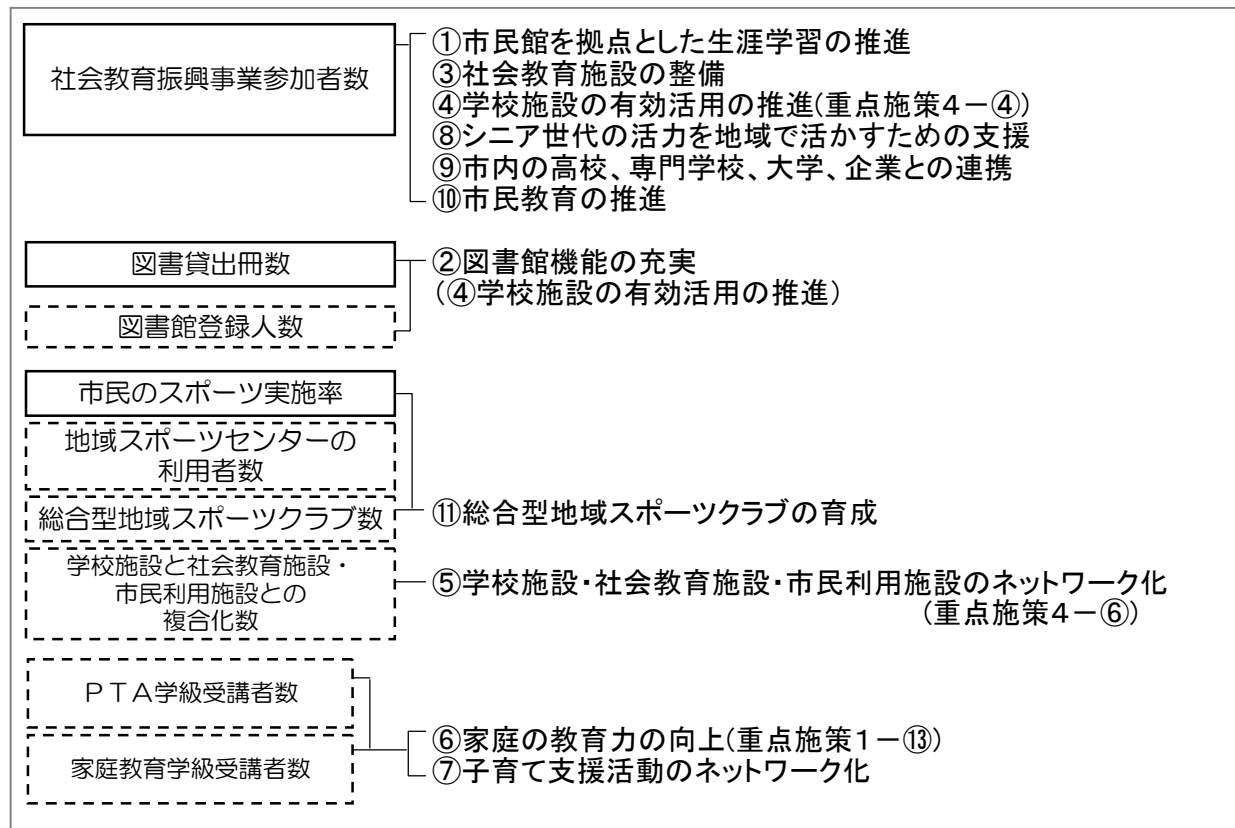 社会教育振興事業参加者数
①市民館を拠点とした生涯学習の推進
③社会教育施設の整備
④学校施設の有効活用の推進(重点施策4－④)
⑧シニア世代の活力を地域で活かすための支援
⑨市内の高校、専門学校、大学、企業との連携
⑩市民教育の推進
図書貸出冊数
図書館登録人数
②図書館機能の充実
(④学校施設の有効活用の推進)
市民のスポーツ実施率
地域スポーツセンターの
利用者数
総合型地域スポーツクラブ数
⑪総合型地域スポーツクラブの育成
学校施設と社会教育施設・
市民利用施設との
複合化数
⑤学校施設・社会教育施設・市民利用施設のネットワーク化
(重点施策4－⑥)
ＰＴＡ学級受講者数
家庭教育学級受講者数
⑥家庭の教育力の向上(重点施策1－⑬)
⑦子育て支援活動のネットワーク化